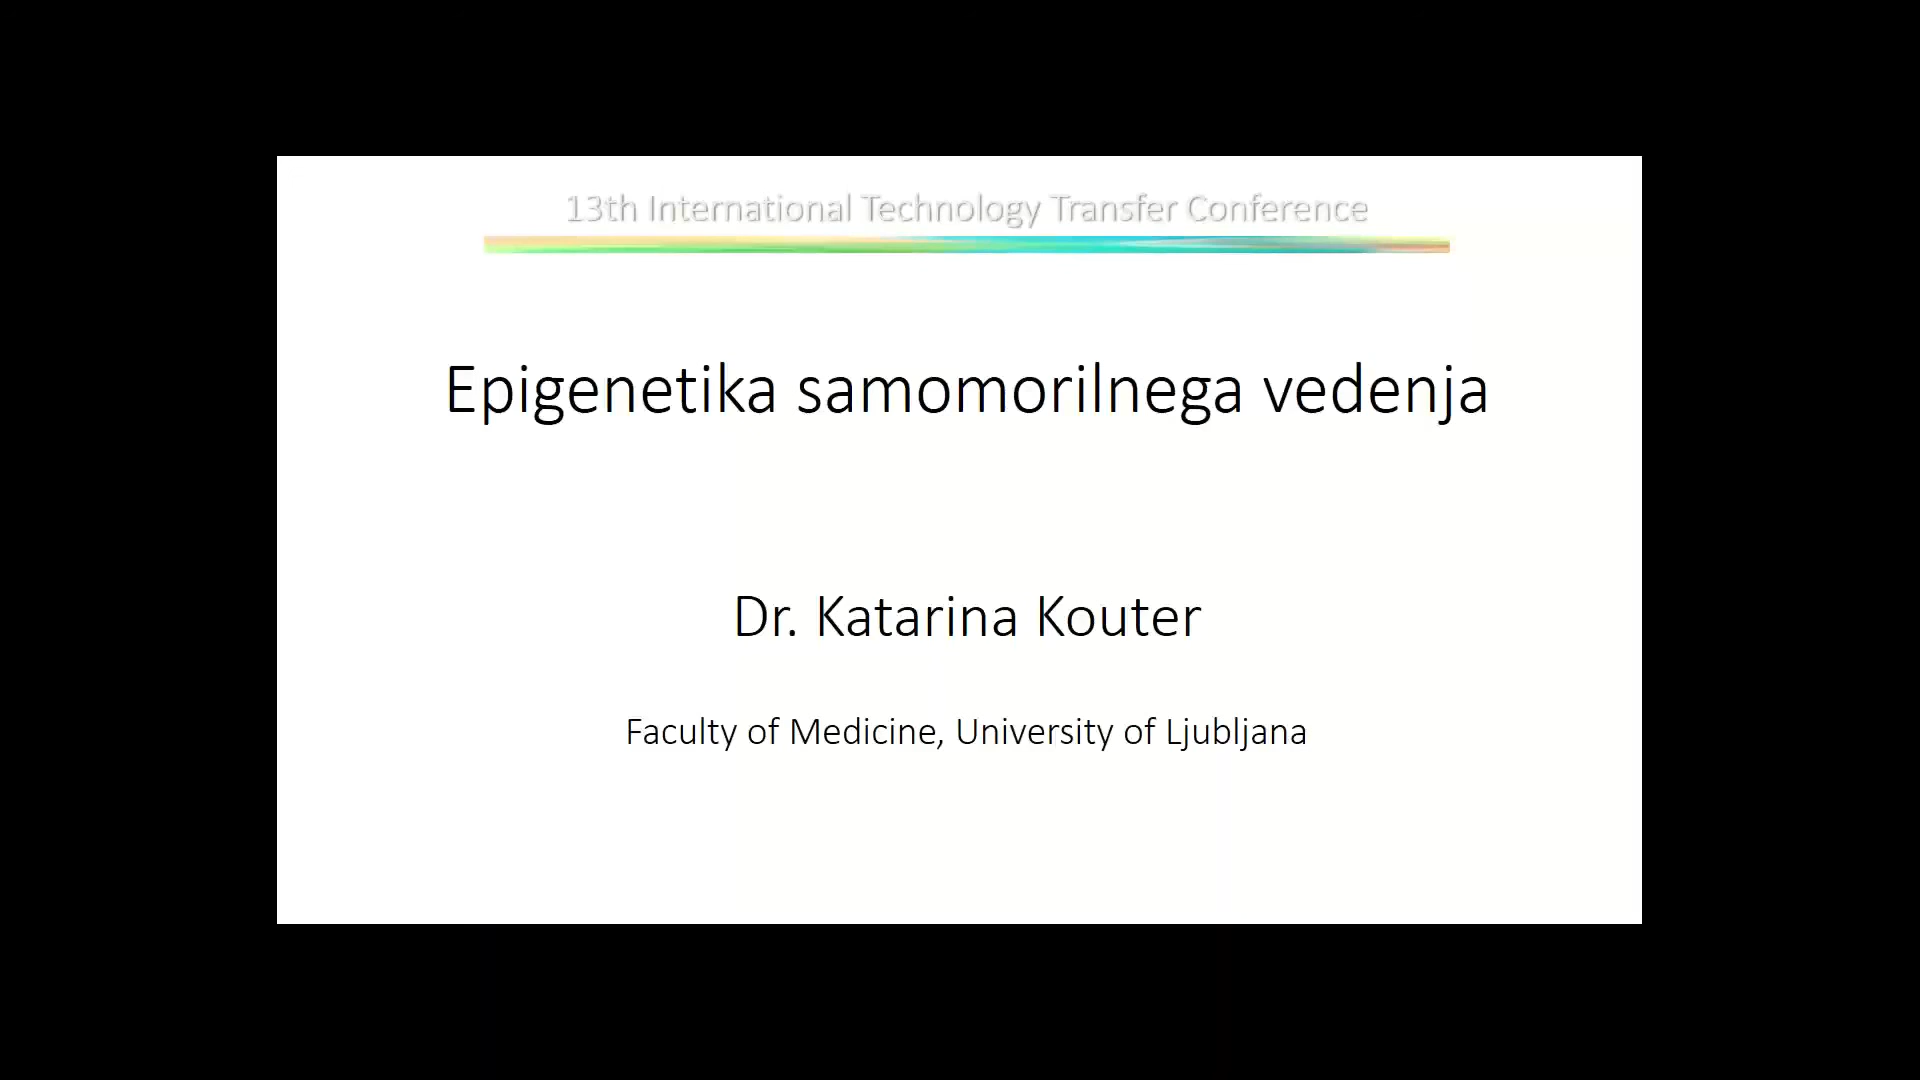 13th International Technology Transfer Conference
Epigenetika samomorilnega vedenja
Dr. Katarina Kouter
Faculty of Medicine, University of Ljubljana